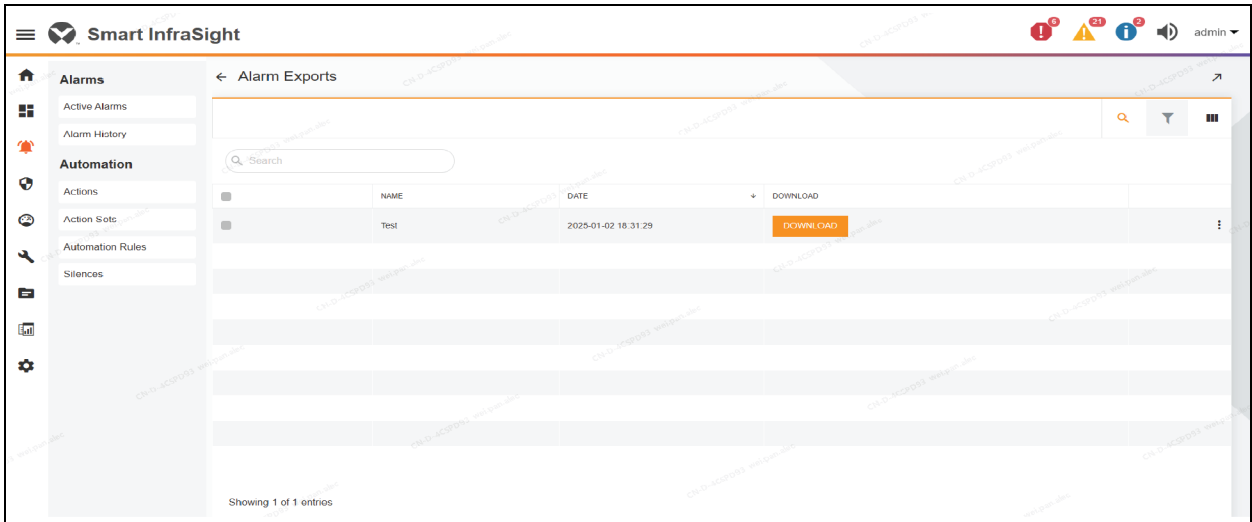 Smart InfraSight
6
21
2
admin
Alarms
Active Alarms
Alarm History
Automation
Actions
Action Sets
Automation Rules
Silences
Alarm Exports
Search
NAME DATE DOWNLOAD
Test 2025-01-02 18:31:29 DOWNLOAD
Showing 1 of 1 entries